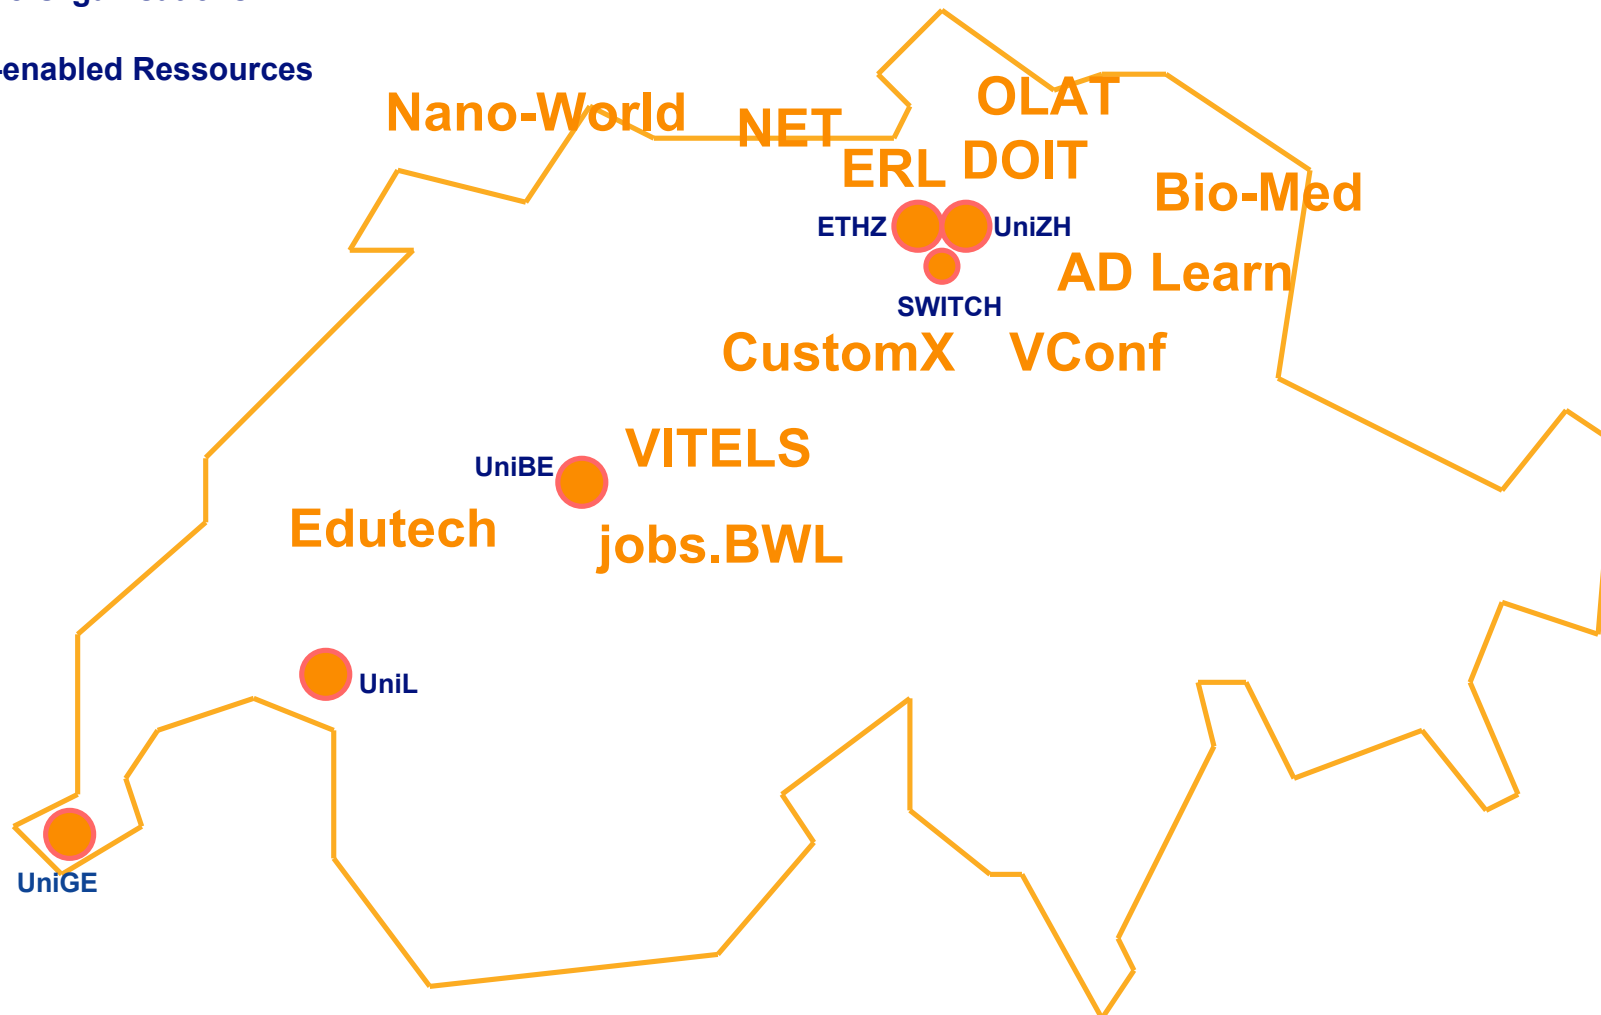 -enabled Ressources
Nano-World
NET
OLAT
ERL
DOIT
Bio-Med
ETHZ
UniZH
AD Learn
SWITCH
CustomX
VConf
VITELS
UniBE
Edutech
jobs.BWL
UniL
UniGE